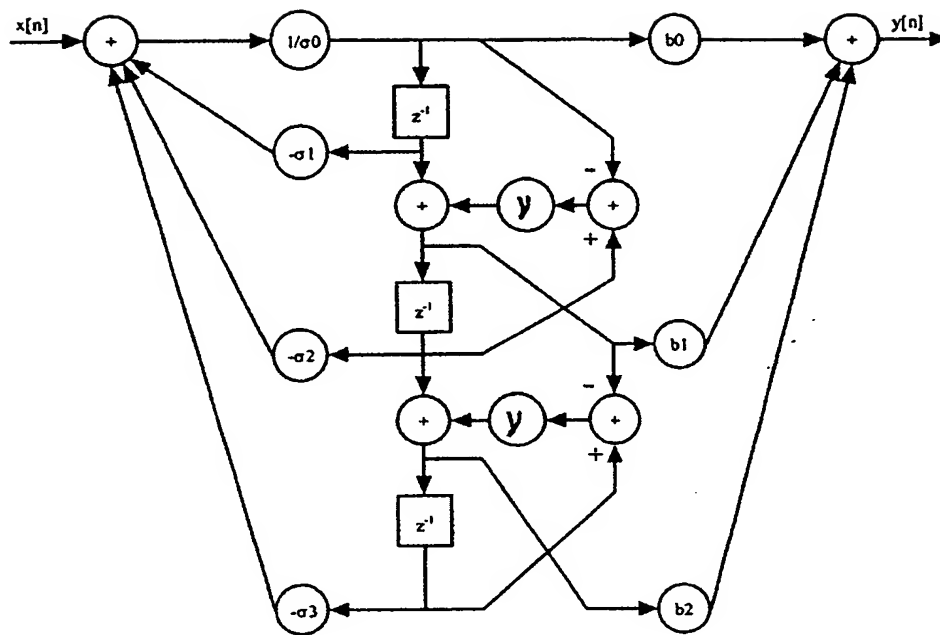 x[n] + 1/σ0 b0 + y[n]
z⁻¹
-σ1
-
+ γ +
+
z⁻¹
-σ2 b1
-
+ γ +
+
z⁻¹
-σ3 b2